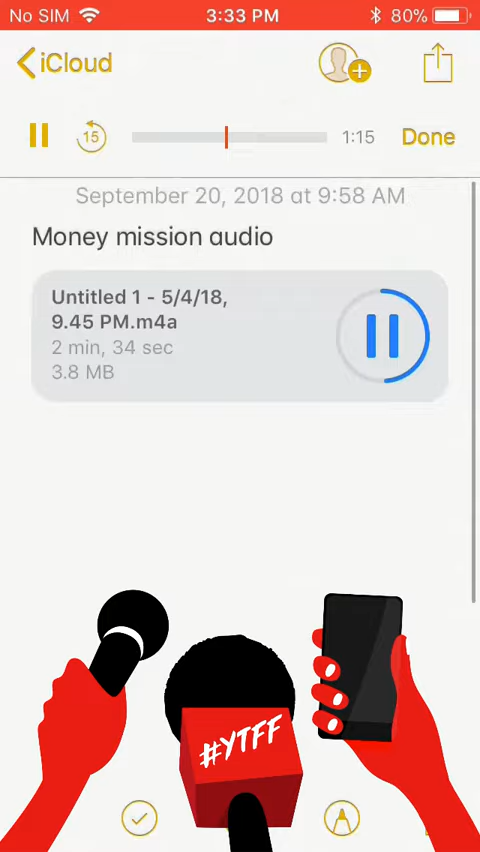 No SIM 3:33 PM 80%
iCloud
15 1:15 Done
September 20, 2018 at 9:58 AM
Money mission audio
Untitled 1 - 5/4/18,
9.45 PM.m4a
2 min, 34 sec
3.8 MB
#YTFF